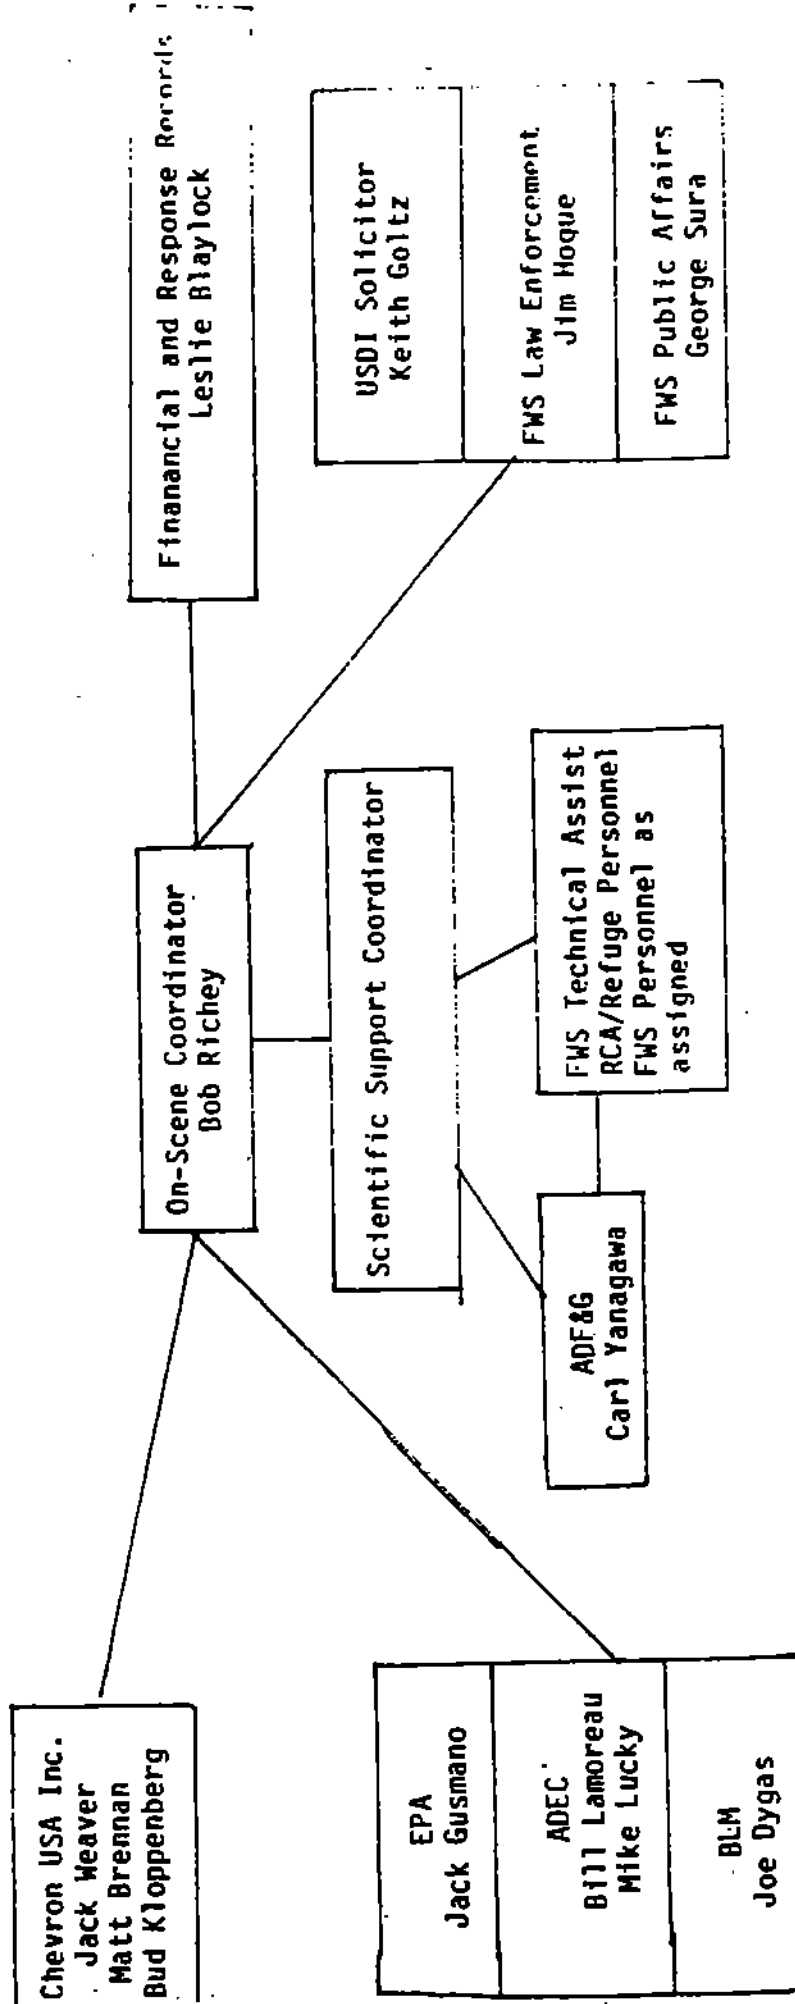 Chevron USA Inc.
Jack Weaver
Matt Brennan
Bud Kloppenberg
On-Scene Coordinator
Bob Richey
Finanancial and Response Records
Leslie Blaylock
EPA
Jack Gusmano
ADEC
Bill Lamoreau
Mike Lucky
BLM
Joe Dygas
Scientific Support Coordinator
ADF&G
Carl Yanagawa
FWS Technical Assist
RCA/Refuge Personnel
FWS Personnel as
assigned
USDI Solicitor
Keith Goltz
FWS Law Enforcement
Jim Hoque
FWS Public Affairs
George Sura